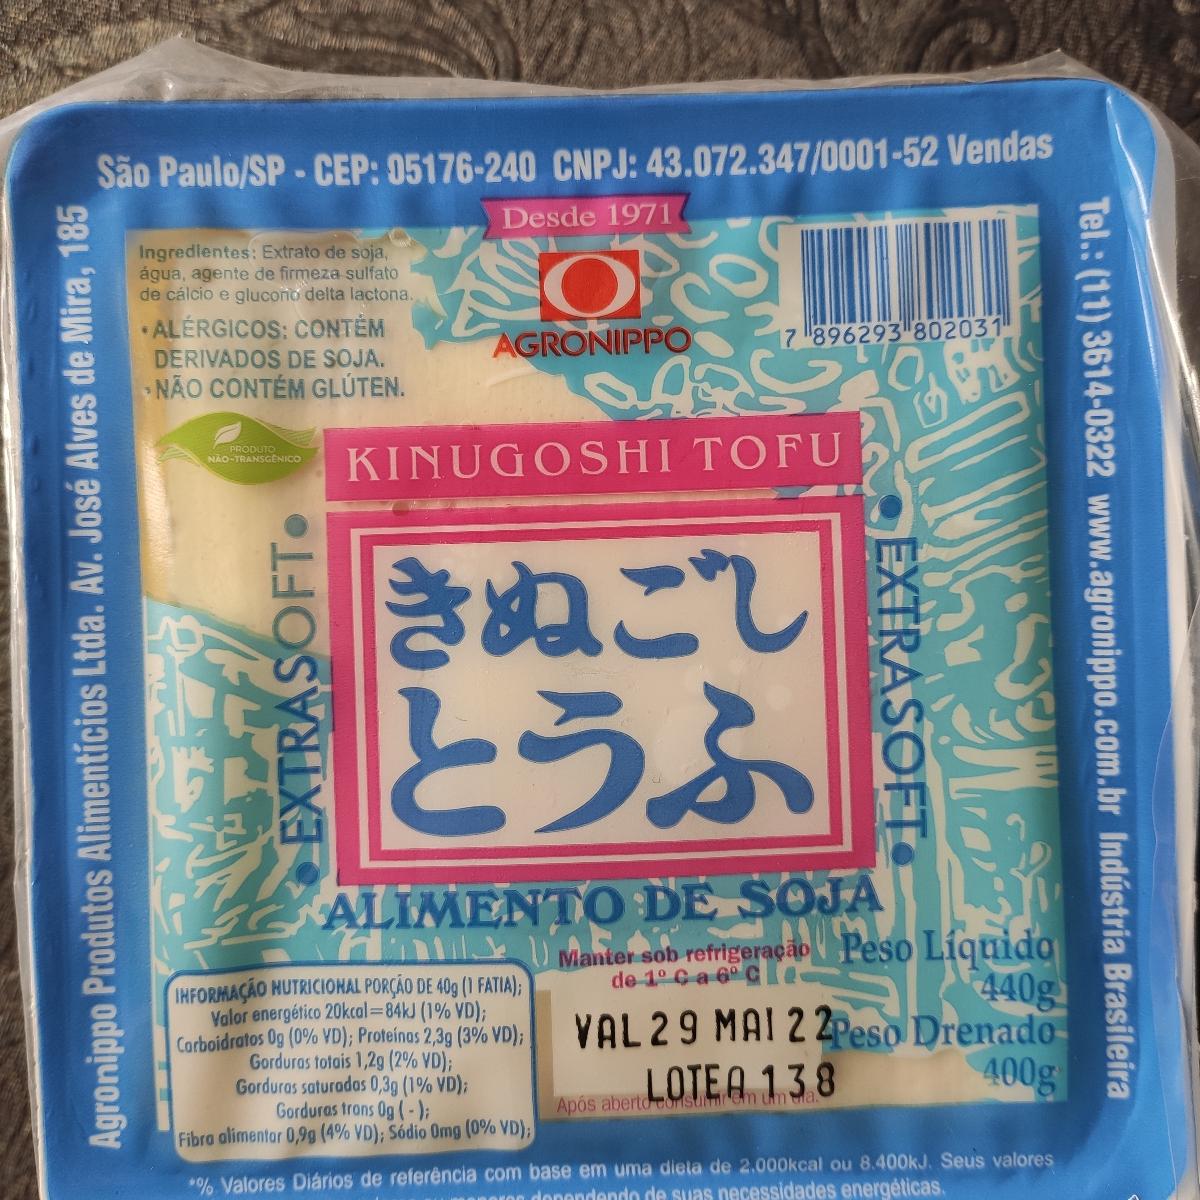 São Paulo/SP - CEP: 05176-240 CNPJ: 43.072.347/0001-52 Vendas
Tel.: (11) 3614-0322 www.agronippo.com.br Indústria Brasileira
Agronippo Produtos Alimentícios Ltda. Av. José Alves de Mira, 185
Desde 1971
AGRONIPPO
Ingredientes: Extrato de soja,
água, agente de firmeza sulfato
de cálcio e glucono delta lactona.
• ALÉRGICOS: CONTÉM
DERIVADOS DE SOJA.
• NÃO CONTÉM GLÚTEN.
7 896293 802031
PRODUTO
NÃO-TRANSGÊNICO
KINUGOSHI TOFU
• EXTRASOFT •
きぬごし
とうふ
• EXTRASOFT •
ALIMENTO DE SOJA
Manter sob refrigeração
de 1º C a 6º C
Peso Líquido
440g
Peso Drenado
400g
VAL 29 MAI 22
LOTEA 138
Após aberto consumir em um dia.
INFORMAÇÃO NUTRICIONAL PORÇÃO DE 40g (1 FATIA);
Valor energético 20kcal=84kJ (1% VD);
Carboidratos 0g (0% VD); Proteínas 2,3g (3% VD);
Gorduras totais 1,2g (2% VD);
Gorduras saturadas 0,3g (1% VD);
Gorduras trans 0g ( - );
Fibra alimentar 0,9g (4% VD); Sódio 0mg (0% VD);
*% Valores Diários de referência com base em uma dieta de 2.000kcal ou 8.400kJ. Seus valores
dependendo de suas necessidades energéticas.